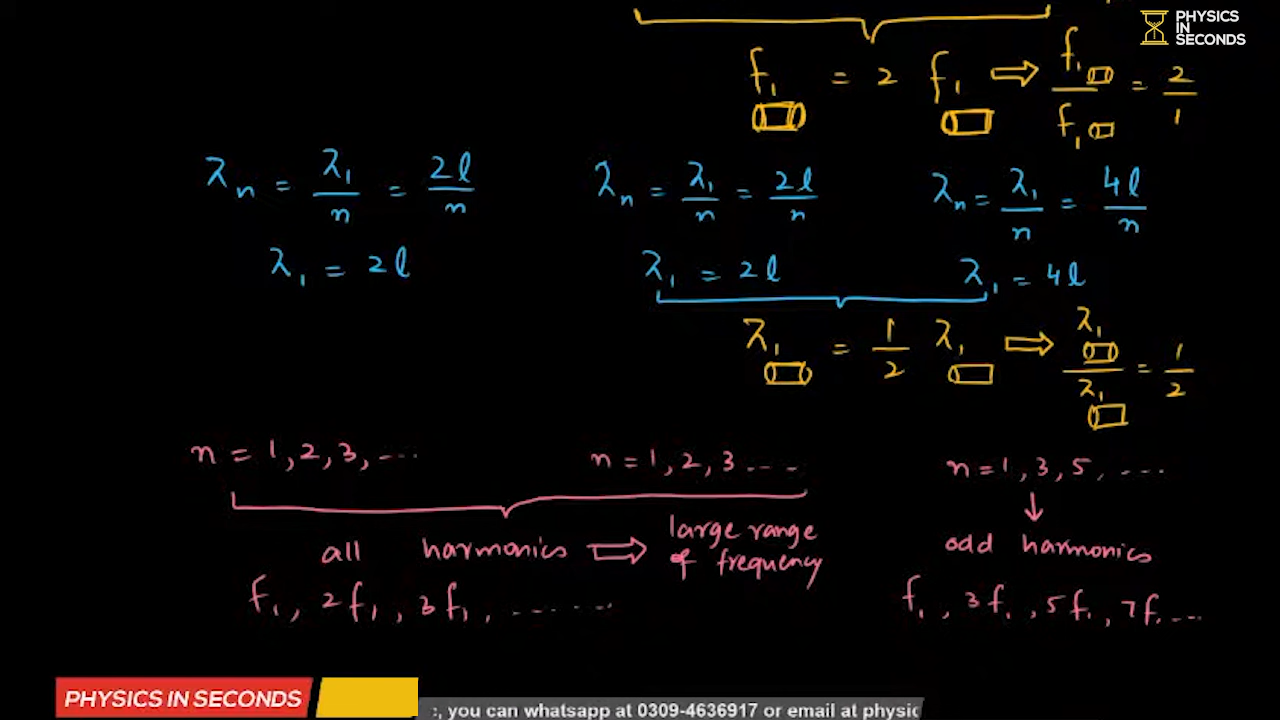 PHYSICS
IN
SECONDS
f₁ = 2 f₁ ⇒ f₁/f₁ = 2/1
λn = λ₁/n = 2l/n
λ₁ = 2l
λn = λ₁/n = 2l/n
λ₁ = 2l
λn = λ₁/n = 4l/n
λ₁ = 4l
λ₁ = 1/2 λ₁ ⇒ λ₁/λ₁ = 1/2
n = 1, 2, 3, ....
n = 1, 2, 3 ....
n = 1, 3, 5, ....
all harmonics ⇒ large range of frequency
f₁, 2f₁, 3f₁, ........
↓
odd harmonics
f₁, 3f₁, 5f₁, 7f₁ ....
PHYSICS IN SECONDS
, you can whatsapp at 0309-4636917 or email at physic